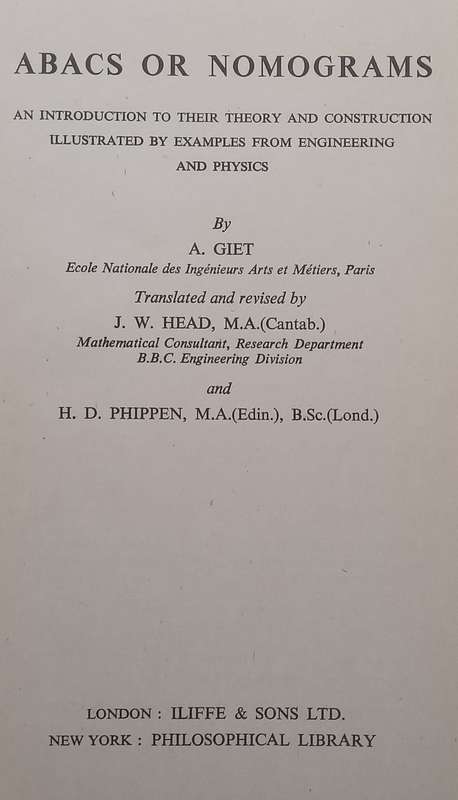 ABACS OR NOMOGRAMS
AN INTRODUCTION TO THEIR THEORY AND CONSTRUCTION
ILLUSTRATED BY EXAMPLES FROM ENGINEERING
AND PHYSICS
By
A. GIET
Ecole Nationale des Ingénieurs Arts et Métiers, Paris
Translated and revised by
J. W. HEAD, M.A.(Cantab.)
Mathematical Consultant, Research Department
B.B.C. Engineering Division
and
H. D. PHIPPEN, M.A.(Edin.), B.Sc.(Lond.)
LONDON : ILIFFE & SONS LTD.
NEW YORK : PHILOSOPHICAL LIBRARY